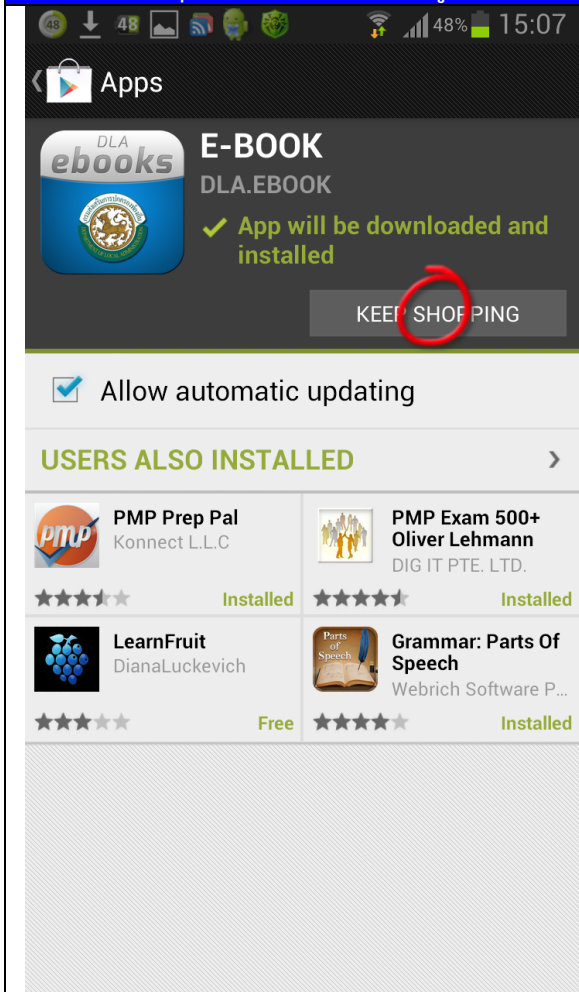 48 48 48% 15:07
Apps
DLA
ebooks
E-BOOK
DLA.EBOOK
App will be downloaded and
installed
KEEP SHOPPING
Allow automatic updating
USERS ALSO INSTALLED
PMP
PMP Prep Pal
Konnect L.L.C
Installed
PMP Exam 500+
Oliver Lehmann
DIG IT PTE. LTD.
Installed
LearnFruit
DianaLuckevich
Free
Parts
of
Speech
Grammar: Parts Of
Speech
Webrich Software P...
Installed